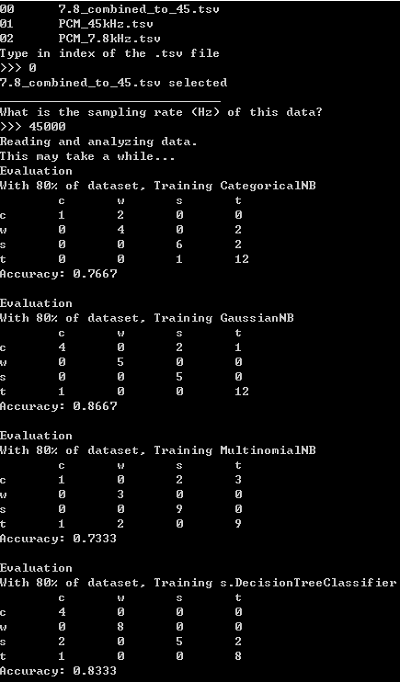 00 7.8_combined_to_45.tsv
01 PCM_45kHz.tsv
02 PCM_7.8kHz.tsv
Type in index of the .tsv file
>>> 0
7.8_combined_to_45.tsv selected
What is the sampling rate (Hz) of this data?
>>> 45000
Reading and analyzing data.
This may take a while...
Evaluation
With 80% of dataset, Training CategoricalNB
c w s t
c 1 2 0 0
w 0 4 0 2
s 0 0 6 2
t 0 0 1 12
Accuracy: 0.7667
Evaluation
With 80% of dataset, Training GaussianNB
c w s t
c 4 0 2 1
w 0 5 0 0
s 0 0 5 0
t 1 0 0 12
Accuracy: 0.8667
Evaluation
With 80% of dataset, Training MultinomialNB
c w s t
c 1 0 2 3
w 0 3 0 0
s 0 0 9 0
t 1 2 0 9
Accuracy: 0.7333
Evaluation
With 80% of dataset, Training s.DecisionTreeClassifier
c w s t
c 4 0 0 0
w 0 8 0 0
s 2 0 5 2
t 1 0 0 8
Accuracy: 0.8333